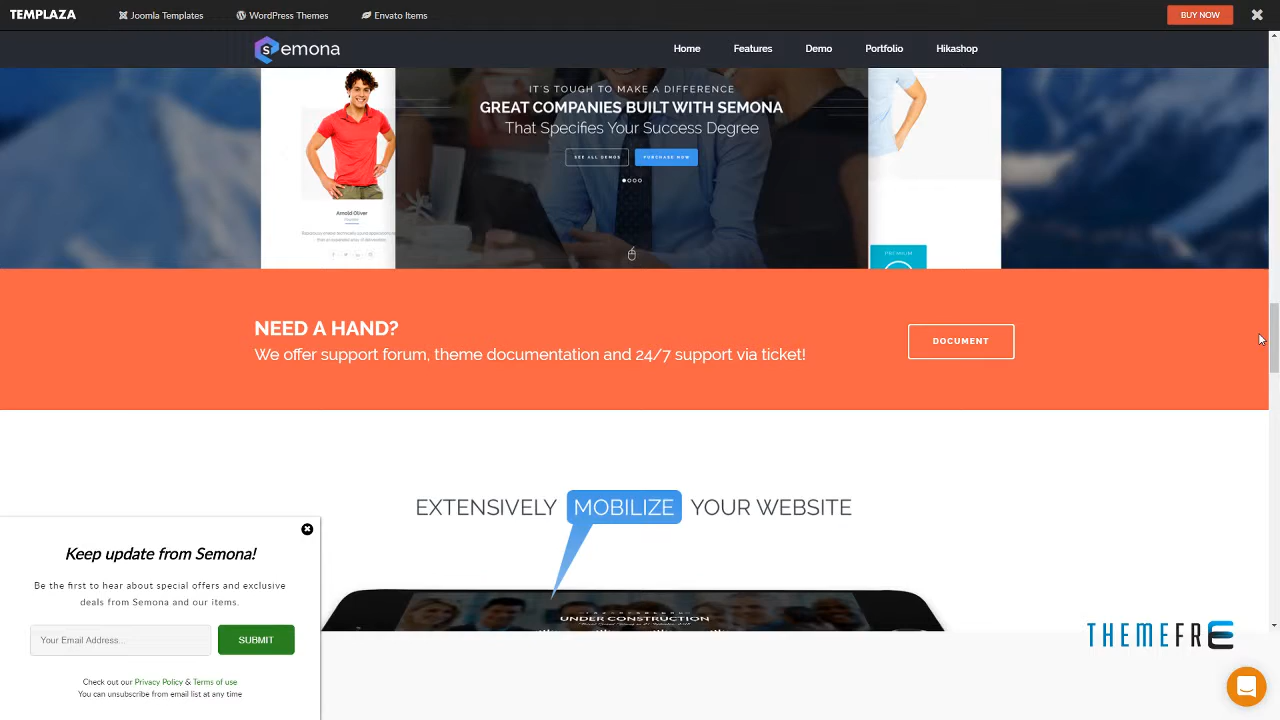 TEMPLAZA
Joomla Templates
WordPress Themes
Envato Items
BUY NOW
Semona
Home
Features
Demo
Portfolio
Hikashop
IT'S TOUGH TO MAKE A DIFFERENCE
GREAT COMPANIES BUILT WITH SEMONA
That Specifies Your Success Degree
SEE ALL DEMOS
PURCHASE NOW
Arnold Oliver
PREMIUM
NEED A HAND?
We offer support forum, theme documentation and 24/7 support via ticket!
DOCUMENT
EXTENSIVELY MOBILIZE YOUR WEBSITE
UNDER CONSTRUCTION
Keep update from Semona!
Be the first to hear about special offers and exclusive
deals from Semona and our items.
Your Email Address...
SUBMIT
Check out our Privacy Policy & Terms of use
You can unsubscribe from email list at any time
THEMEFRE